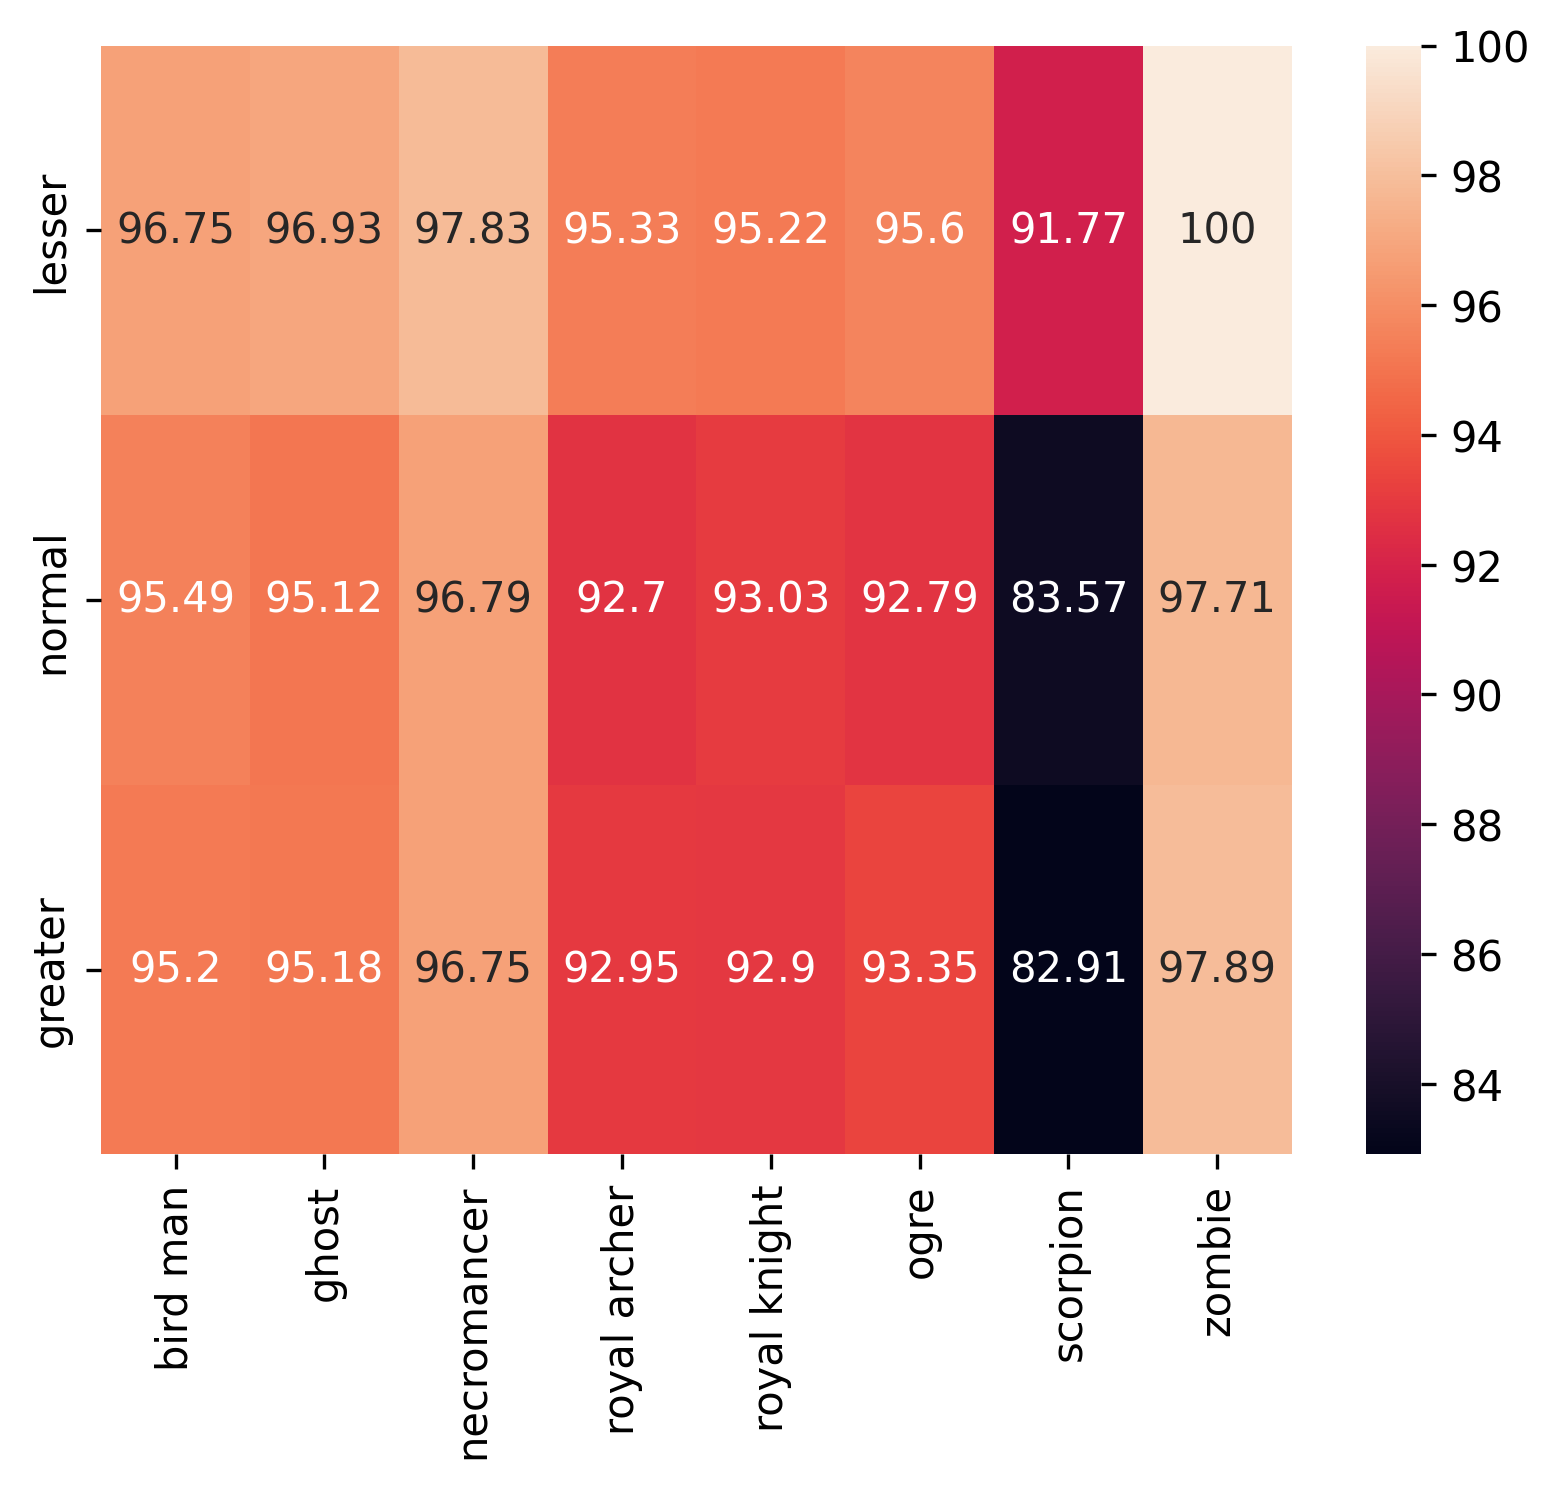 lesser 96.75 96.93 97.83 95.33 95.22 95.6 91.77 100
normal 95.49 95.12 96.79 92.7 93.03 92.79 83.57 97.71
greater 95.2 95.18 96.75 92.95 92.9 93.35 82.91 97.89
bird man
ghost
necromancer
royal archer
royal knight
ogre
scorpion
zombie
100
98
96
94
92
90
88
86
84